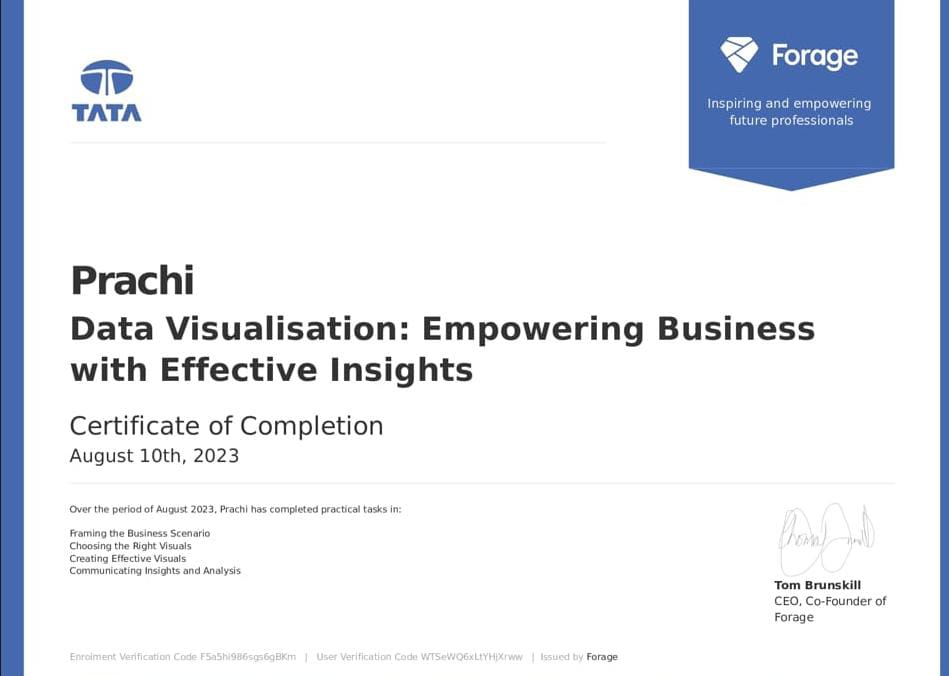 TATA
Forage
Inspiring and empowering
future professionals
Prachi
Data Visualisation: Empowering Business
with Effective Insights
Certificate of Completion
August 10th, 2023
Over the period of August 2023, Prachi has completed practical tasks in:
Framing the Business Scenario
Choosing the Right Visuals
Creating Effective Visuals
Communicating Insights and Analysis
Tom Brunskill
CEO, Co-Founder of
Forage
Enrolment Verification Code F5a5hi986sgs6gBKm | User Verification Code WTSeWQ6xLtYHjXrww | Issued by Forage